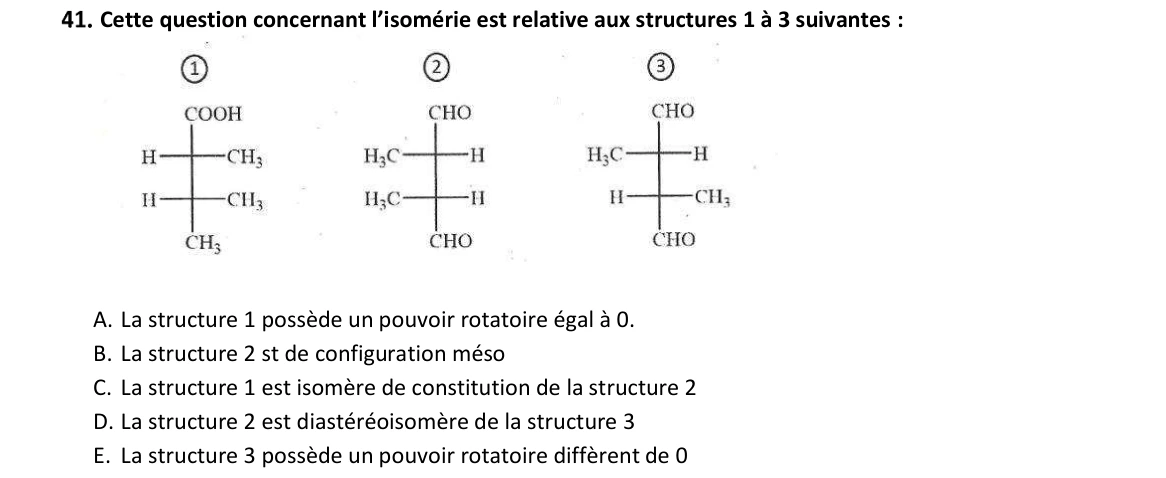 41. Cette question concernant l’isomérie est relative aux structures 1 à 3 suivantes :
1 2 3
COOH CHO CHO
H CH3 H3C H H3C H
H CH3 H3C H H CH3
CH3 CHO CHO
A. La structure 1 possède un pouvoir rotatoire égal à 0.
B. La structure 2 st de configuration méso
C. La structure 1 est isomère de constitution de la structure 2
D. La structure 2 est diastéréoisomère de la structure 3
E. La structure 3 possède un pouvoir rotatoire diffèrent de 0